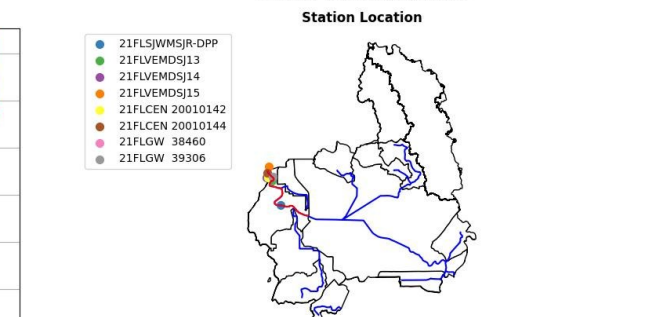 Station Location
21FLSJWMSJR-DPP
21FLVEMDSJ13
21FLVEMDSJ14
21FLVEMDSJ15
21FLCEN 20010142
21FLCEN 20010144
21FLGW  38460
21FLGW  39306